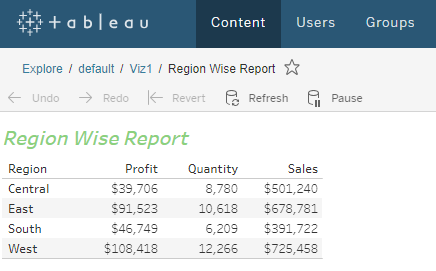 +ableau Content Users Groups
Explore / default / Viz1 / Region Wise Report
Undo Redo Revert Refresh Pause
Region Wise Report
Region Profit Quantity Sales
Central $39,706 8,780 $501,240
East $91,523 10,618 $678,781
South $46,749 6,209 $391,722
West $108,418 12,266 $725,458